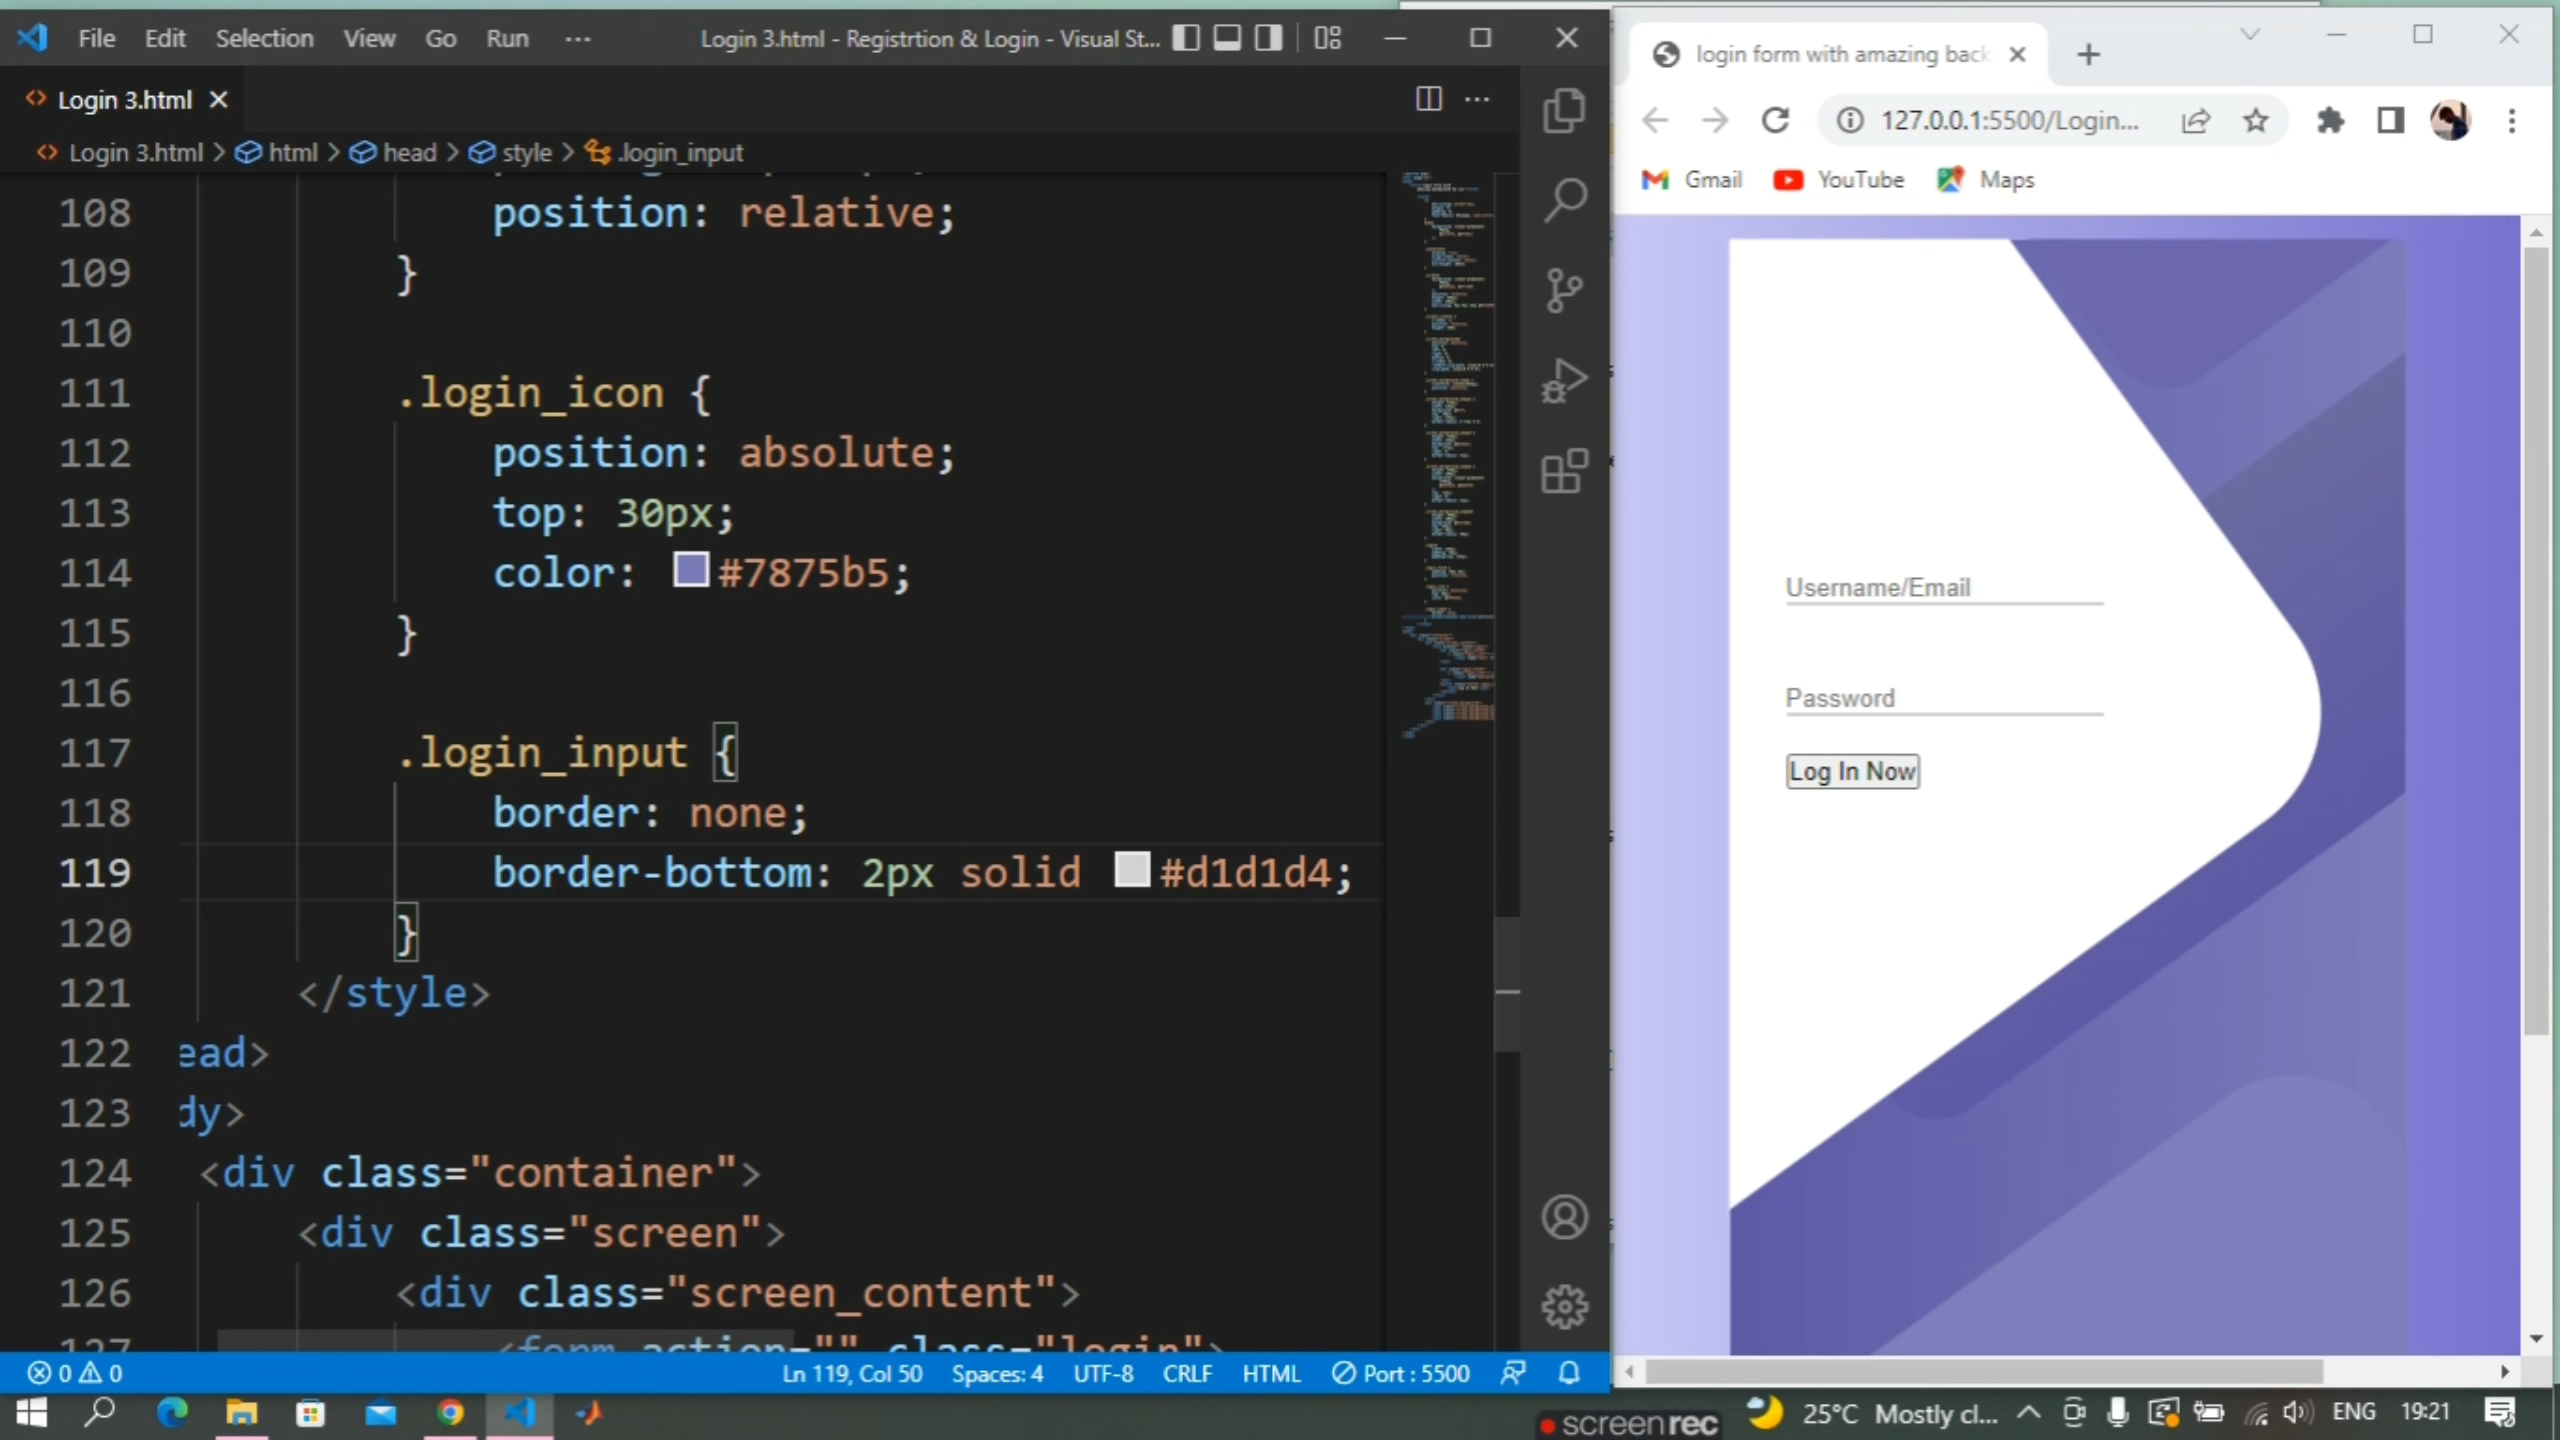 File Edit Selection View Go Run ··· Login 3.html - Registrtion & Login - Visual St...
Login 3.html
Login 3.html > html > head > style > .login_input
108 position: relative;
109 }
110
111 .login_icon {
112 position: absolute;
113 top: 30px;
114 color: #7875b5;
115 }
116
117 .login_input {
118 border: none;
119 border-bottom: 2px solid #d1d1d4;
120 }
121 </style>
122 ead>
123 dy>
124 <div class="container">
125 <div class="screen">
126 <div class="screen_content">
127 <form action="" class="login">
0 0 Ln 119, Col 50 Spaces: 4 UTF-8 CRLF HTML Port : 5500
login form with amazing back
127.0.0.1:5500/Login...
Gmail YouTube Maps
Username/Email
Password
Log In Now
screenrec 25°C Mostly cl... ENG 19:21